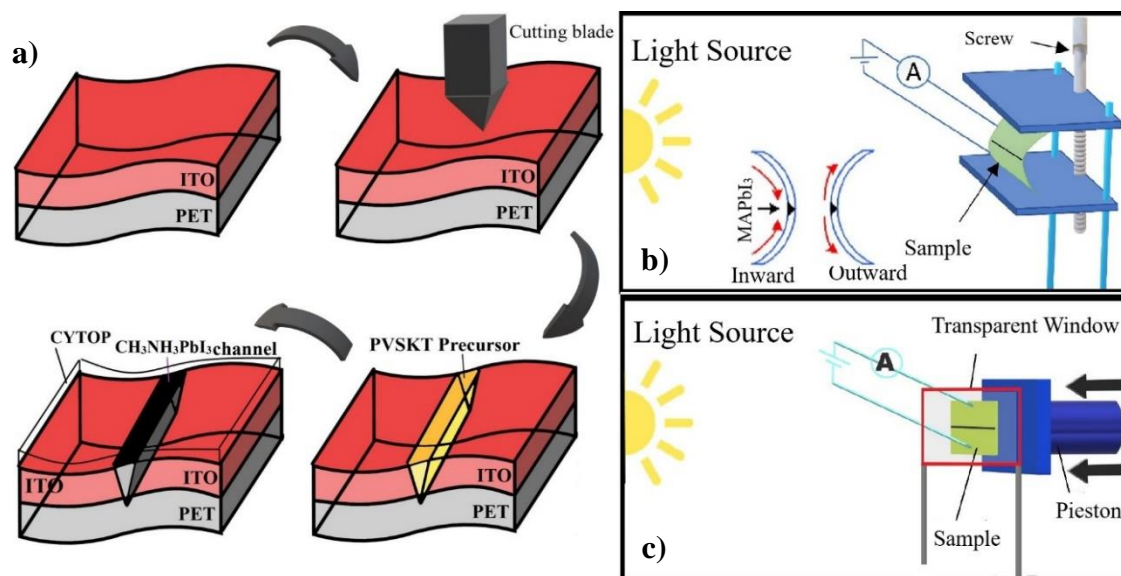 a)
Cutting blade
ITO
PET
ITO
PET
CYTOP
CH₃NH₃PbI₃channel
ITO
ITO
PET
PVSKT Precursor
ITO
PET
Light Source
A
Screw
MAPbI₃
Inward
Outward
Sample
b)
Light Source
A
Transparent Window
Sample
Pieston
c)